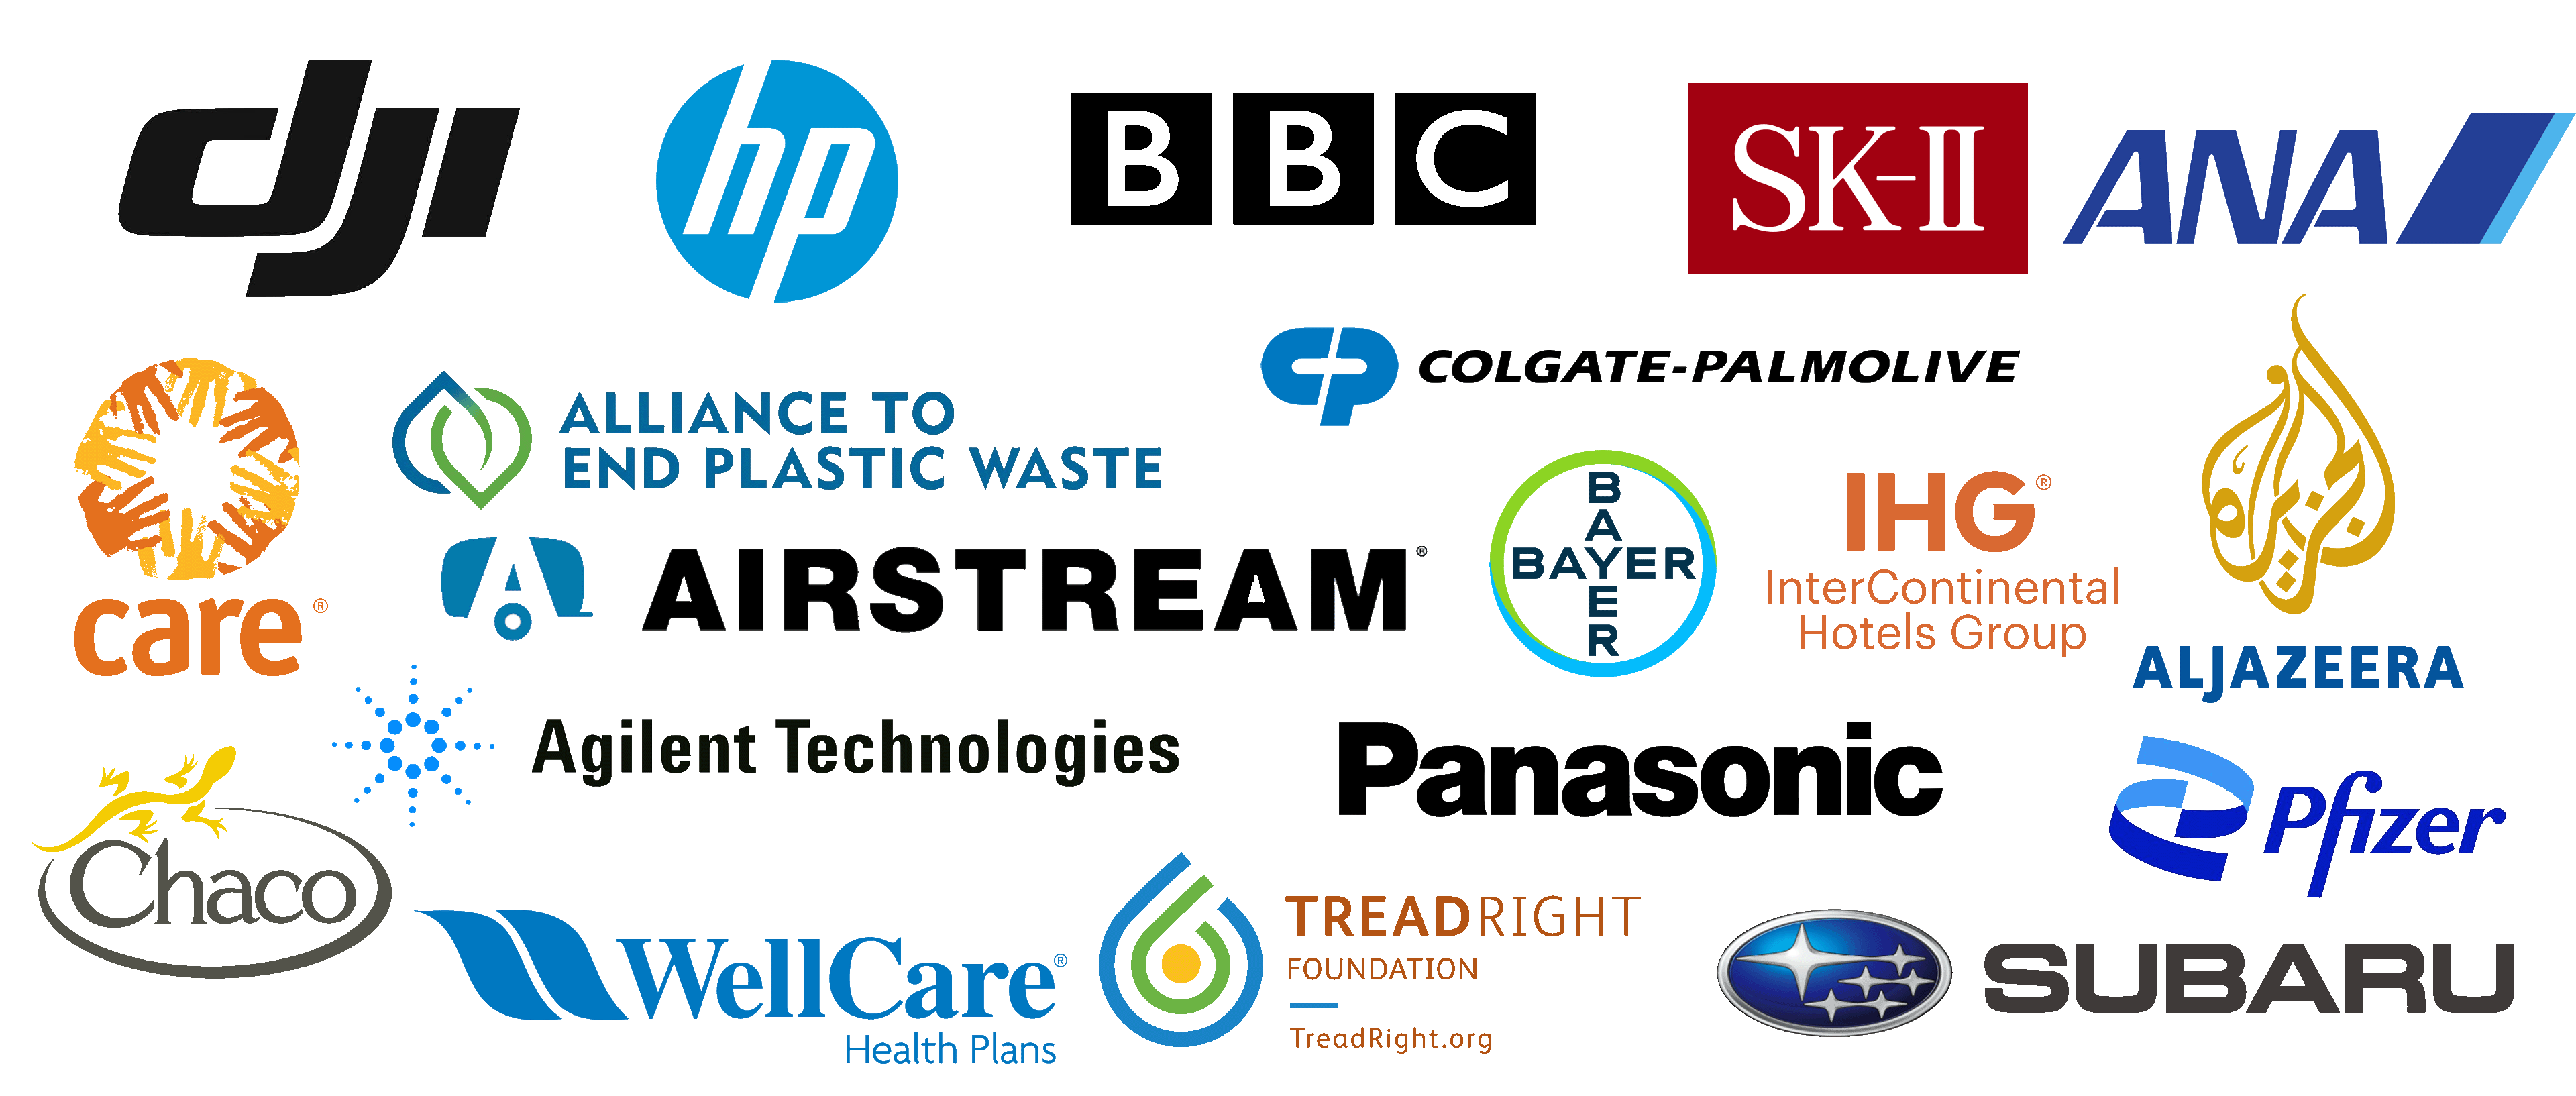 dji
hp
BBC
SK-II
ANA
COLGATE-PALMOLIVE
care®
ALLIANCE TO
END PLASTIC WASTE
AIRSTREAM®
BAYER
BAYER
IHG®
InterContinental
Hotels Group
الجزيرة
ALJAZEERA
Agilent Technologies
Panasonic
Pfizer
Chaco
WellCare®
Health Plans
TREADRIGHT
FOUNDATION
TreadRight.org
SUBARU